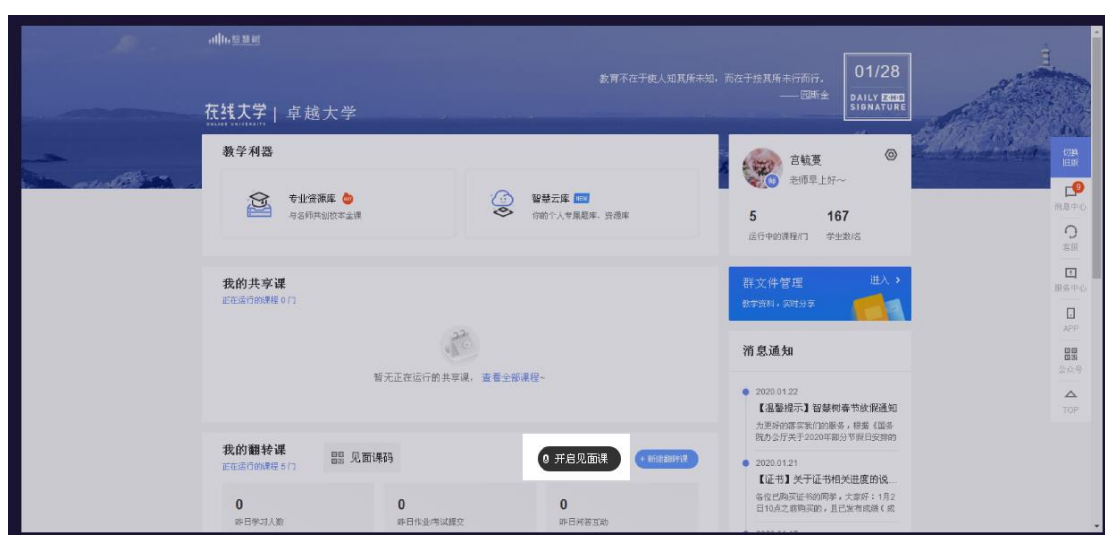 智慧树
教育不在于使人知其所未知，而在于按其所未行而行。
—— 园斯金
01/28
DAILY ZHS
SIGNATURE
在线大学 | 卓越大学
ONLINE UNIVERSITY
教学利器
专业资源库
与名师共创校本金课
智慧云库 NEW
你的个人专属题库、资源库
宫毓蔓
老师早上好～
5
运行中的课程/门
167
学生数/名
切换
旧版
9
消息中心
客服
服务中心
APP
公众号
TOP
我的共享课
正在运行的课程 0 门
暂无正在运行的共享课，查看全部课程~
群文件管理
进入 ›
教学资料，实时分享
消息通知
2020.01.22
【温馨提示】智慧树春节放假通知
为更好的落实我们的服务，根据《国务
院办公厅关于2020年部分节假日安排的
2020.01.21
【证书】关于证书相关进度的说...
各位已购买证书的同学，大家好：1月2
日10点之前购买的，且已发布成绩（成
我的翻转课
正在运行的课程 5 门
见面课码
开启见面课
+ 新建翻转课
0
昨日学习人数
0
昨日作业/考试提交
0
昨日问答互动